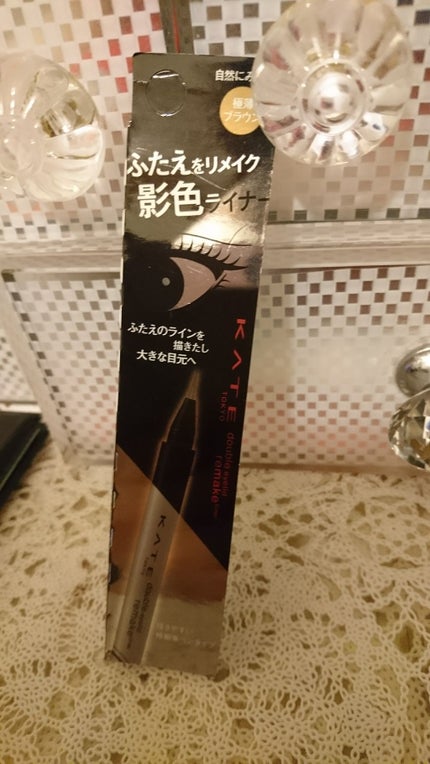 自然にみ
極薄
ブラウン
ふたえをリメイク
影色ライナー
ふたえのラインを
描きたし
大きな目元へ
KATE
TOKYO
double eyelid
remake
KATE